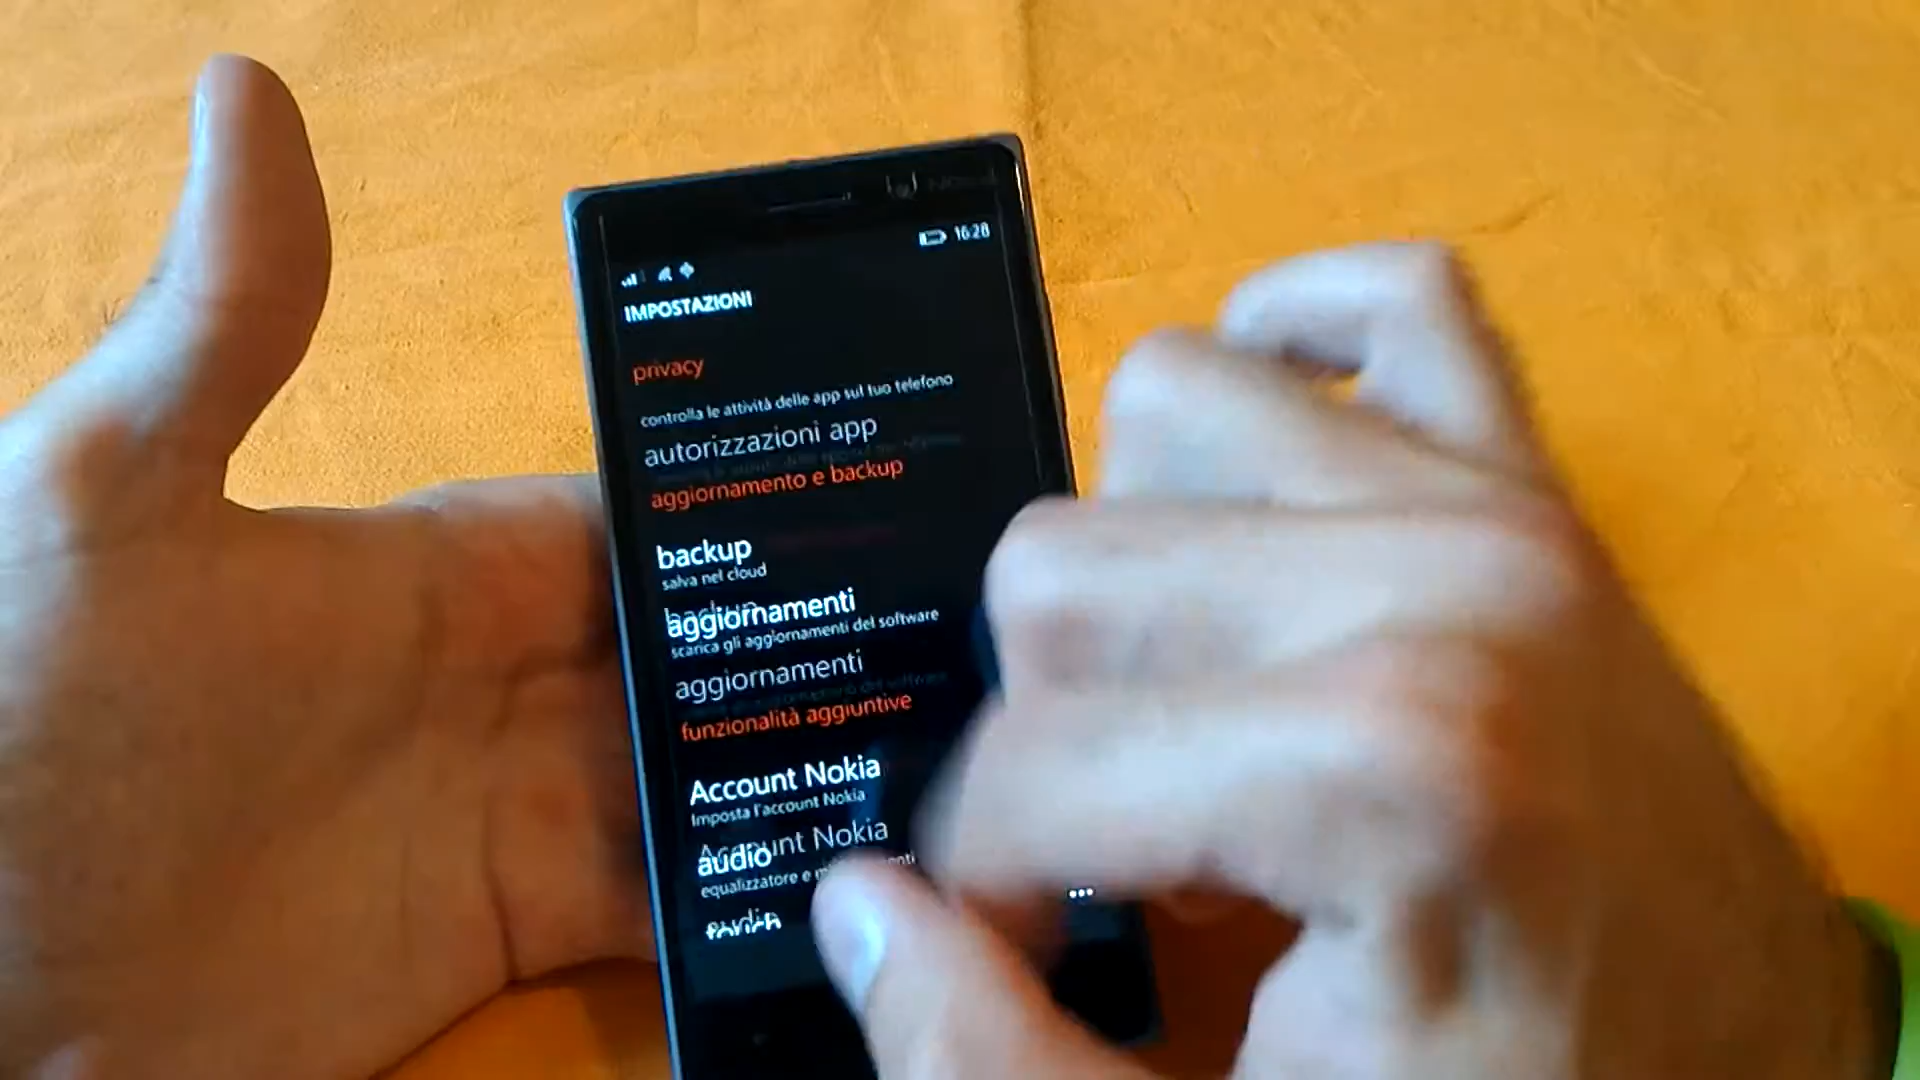 16:28
IMPOSTAZIONI
privacy
controlla le attività delle app sul tuo telefono
autorizzazioni app
aggiornamento e backup
backup
salva nel cloud
backup
aggiornamenti
scarica gli aggiornamenti del software
aggiornamenti
funzionalità aggiuntive
Account Nokia
Imposta l'account Nokia
Account Nokia
audio
equalizzatore e